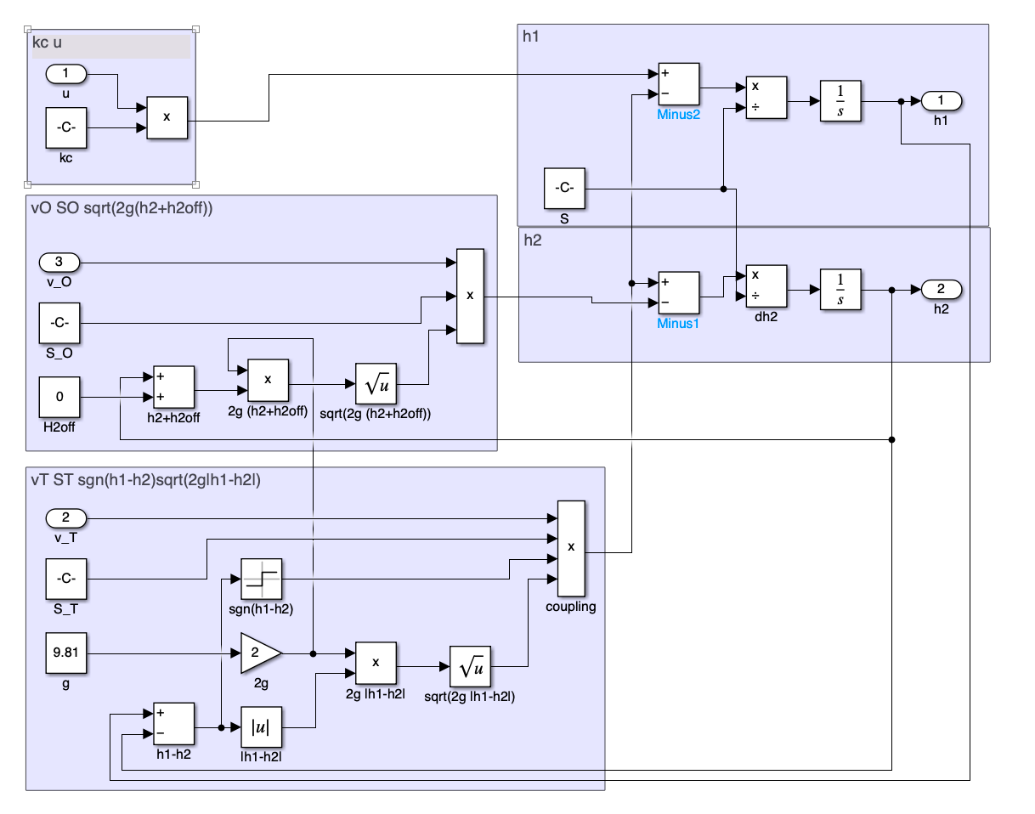 kc u
1
u
-C-
kc
x
h1
+
−
Minus2
x
÷
1
s
1
h1
-C-
S
vO SO sqrt(2g(h2+h2off))
3
v_O
-C-
S_O
0
H2off
+
+
h2+h2off
x
2g (h2+h2off)
√u
sqrt(2g (h2+h2off))
x
h2
+
−
Minus1
x
÷
dh2
1
s
2
h2
vT ST sgn(h1-h2)sqrt(2g|h1-h2|)
2
v_T
-C-
S_T
sgn(h1-h2)
9.81
g
2
2g
x
2g |h1-h2|
√u
sqrt(2g |h1-h2|)
x
coupling
+
−
h1-h2
|u|
|h1-h2|